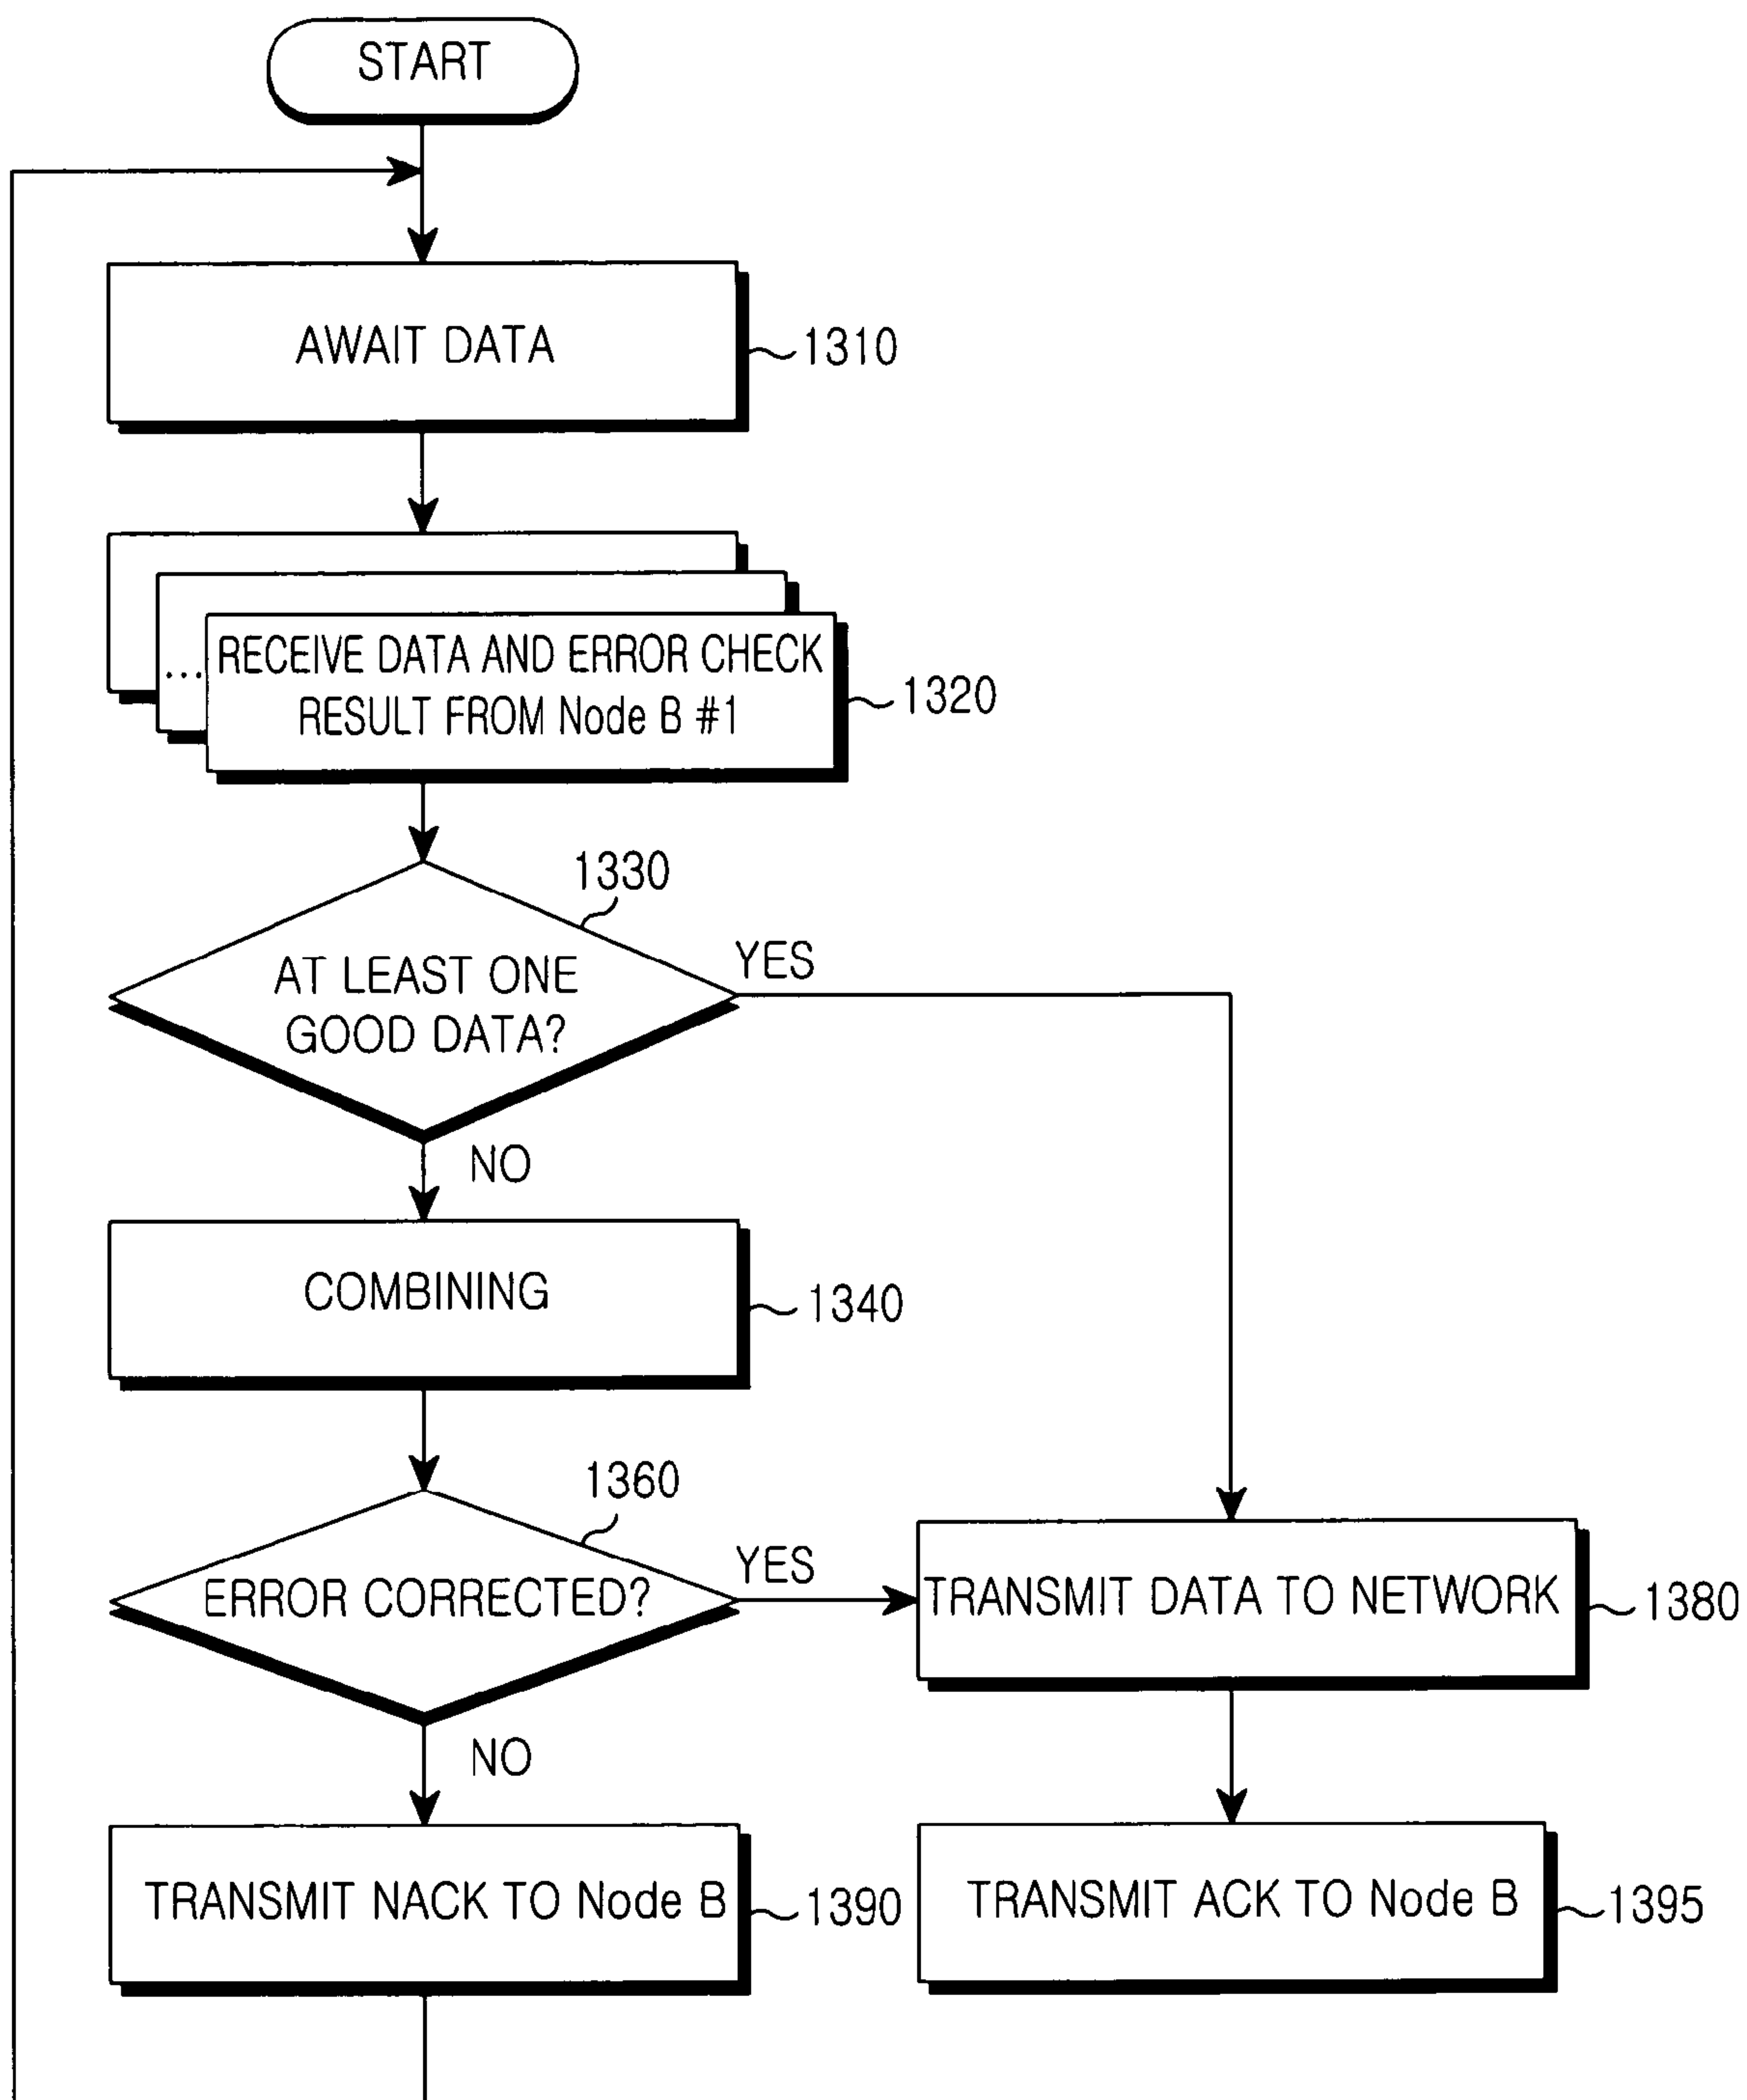 START
AWAIT DATA
1310
... RECEIVE DATA AND ERROR CHECK
RESULT FROM Node B #1
1320
1330
AT LEAST ONE
GOOD DATA?
YES
NO
COMBINING
1340
1360
ERROR CORRECTED?
YES
TRANSMIT DATA TO NETWORK
1380
NO
TRANSMIT NACK TO Node B
1390
TRANSMIT ACK TO Node B
1395